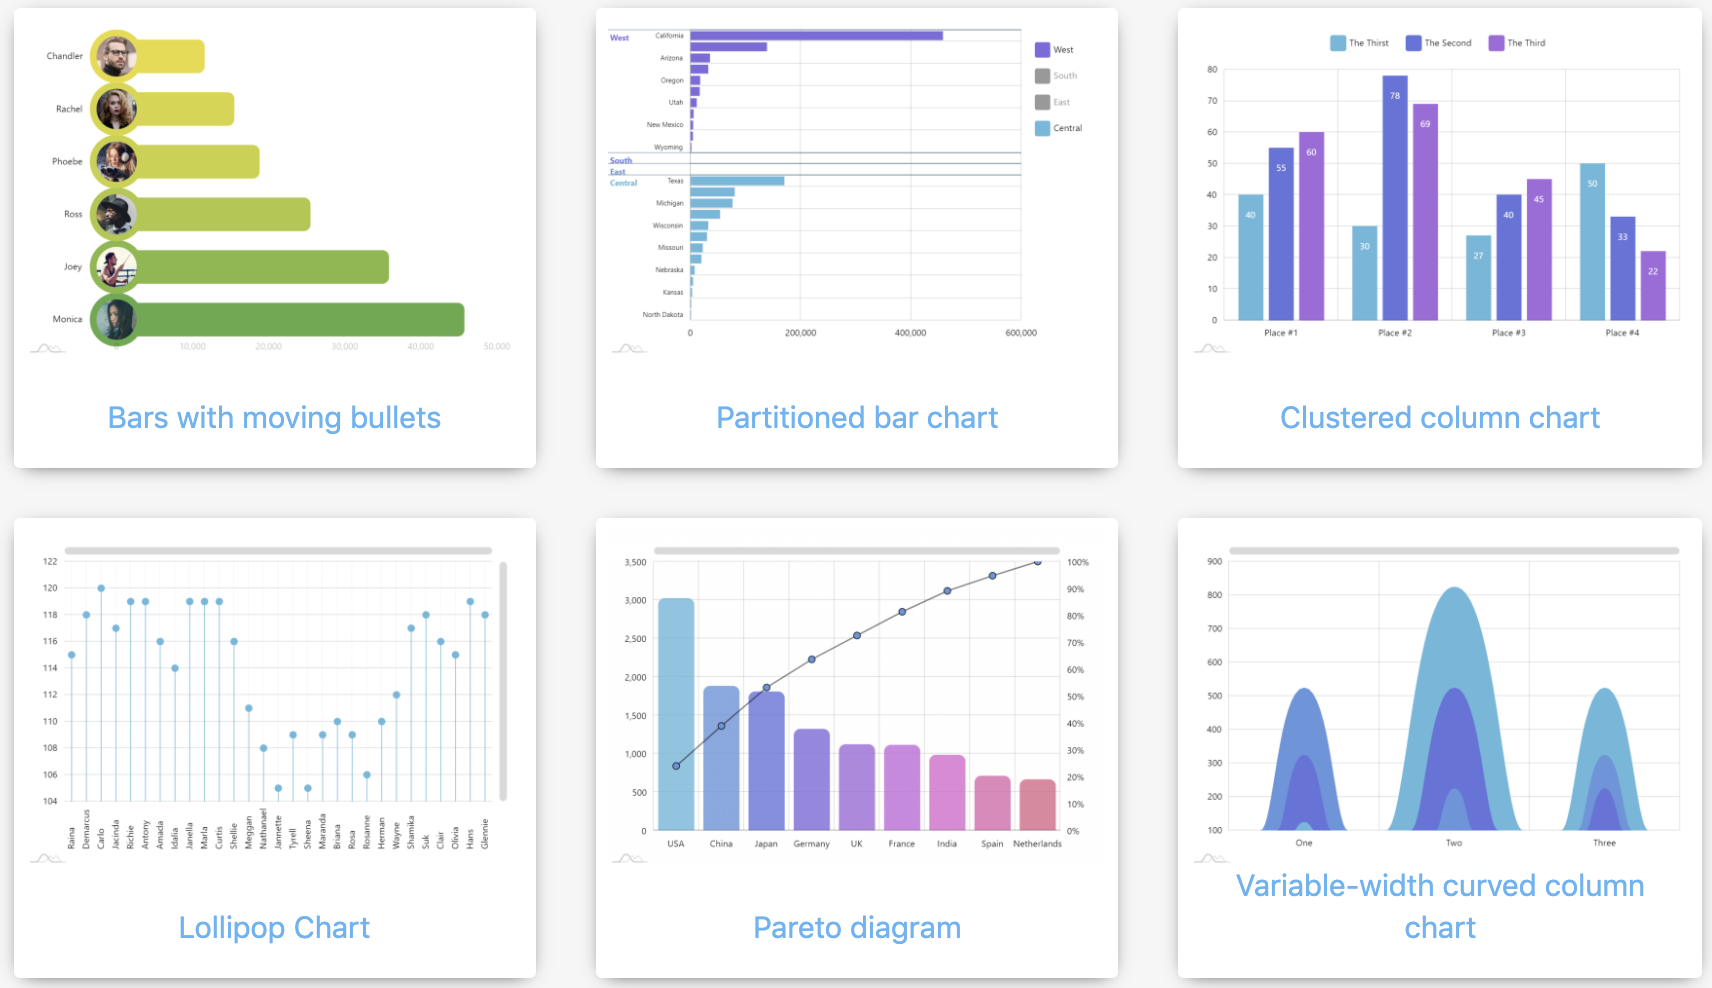 Chandler
Rachel
Phoebe
Ross
Joey
Monica
0
10,000
20,000
30,000
40,000
50,000
Bars with moving bullets
West
California
Arizona
Oregon
Utah
New Mexico
Wyoming
South
East
Central
Texas
Michigan
Wisconsin
Missouri
Nebraska
Kansas
North Dakota
0
200,000
400,000
600,000
West
South
East
Central
Partitioned bar chart
The Thirst
The Second
The Third
80
70
60
50
40
30
20
10
0
40
55
60
30
78
69
27
40
45
50
33
22
Place #1
Place #2
Place #3
Place #4
Clustered column chart
122
120
118
116
114
112
110
108
106
104
Raina
Demarcus
Carlo
Jacinda
Richie
Antony
Amada
Idalia
Janella
Marla
Curtis
Shellie
Meggan
Nathanael
Jannette
Tyrell
Sheena
Maranda
Briana
Rosa
Rosanne
Herman
Wayne
Shamika
Suk
Clair
Olivia
Hans
Glennie
Lollipop Chart
3,500
3,000
2,500
2,000
1,500
1,000
500
0
100%
90%
80%
70%
60%
50%
40%
30%
20%
10%
0%
USA
China
Japan
Germany
UK
France
India
Spain
Netherlands
Pareto diagram
900
800
700
600
500
400
300
200
100
One
Two
Three
Variable-width curved column
chart